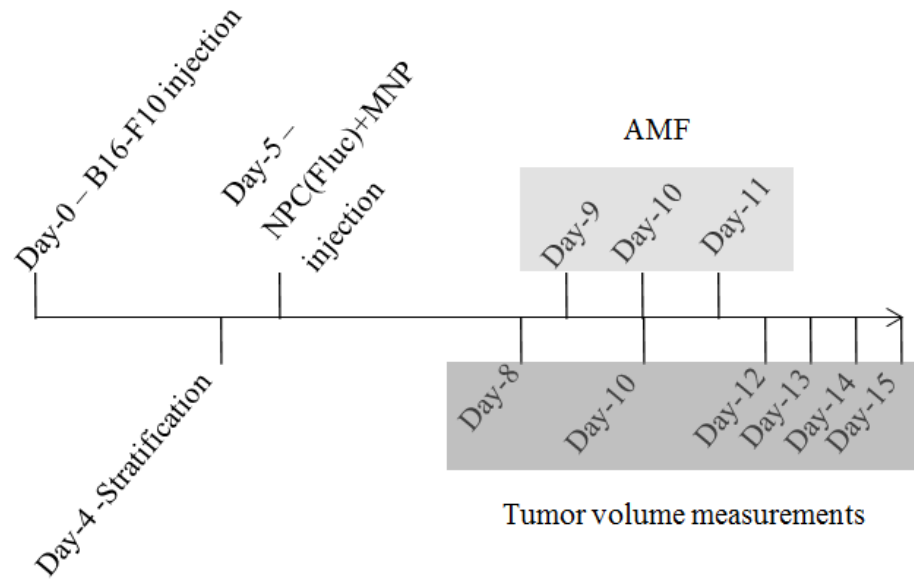 Day-0 – B16-F10 injection
Day-5 –
NPC(Fluc)+MNP
injection
AMF
Day-9
Day-10
Day-11
Day-4 -Stratification
Day-8
Day-10
Day-12
Day-13
Day-14
Day-15
Tumor volume measurements